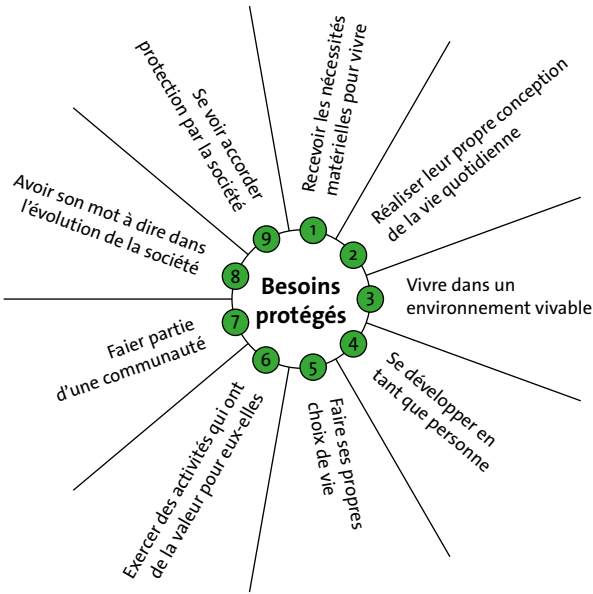 Besoins
protégés
1
Recevoir les nécessités
matérielles pour vivre
2
Réaliser leur propre conception
de la vie quotidienne
3
Vivre dans un
environnement vivable
4
Se développer en
tant que personne
5
Faire ses propres
choix de vie
6
Exercer des activités qui ont
de la valeur pour eux-elles
7
Faier partie
d'une communauté
8
Avoir son mot à dire dans
l'évolution de la société
9
Se voir accorder
protection par la société